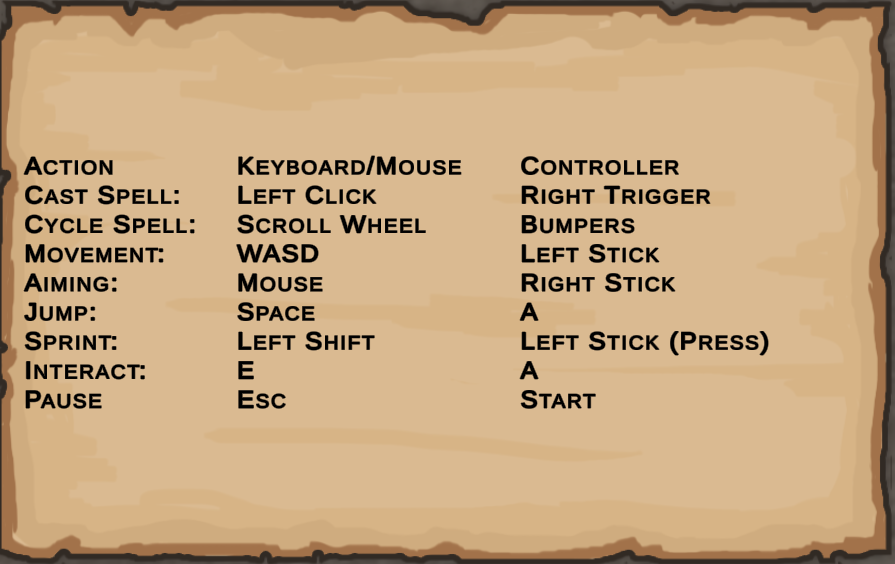 Action Keyboard/Mouse Controller
Cast Spell: Left Click Right Trigger
Cycle Spell: Scroll Wheel Bumpers
Movement: WASD Left Stick
Aiming: Mouse Right Stick
Jump: Space A
Sprint: Left Shift Left Stick (Press)
Interact: E A
Pause Esc Start